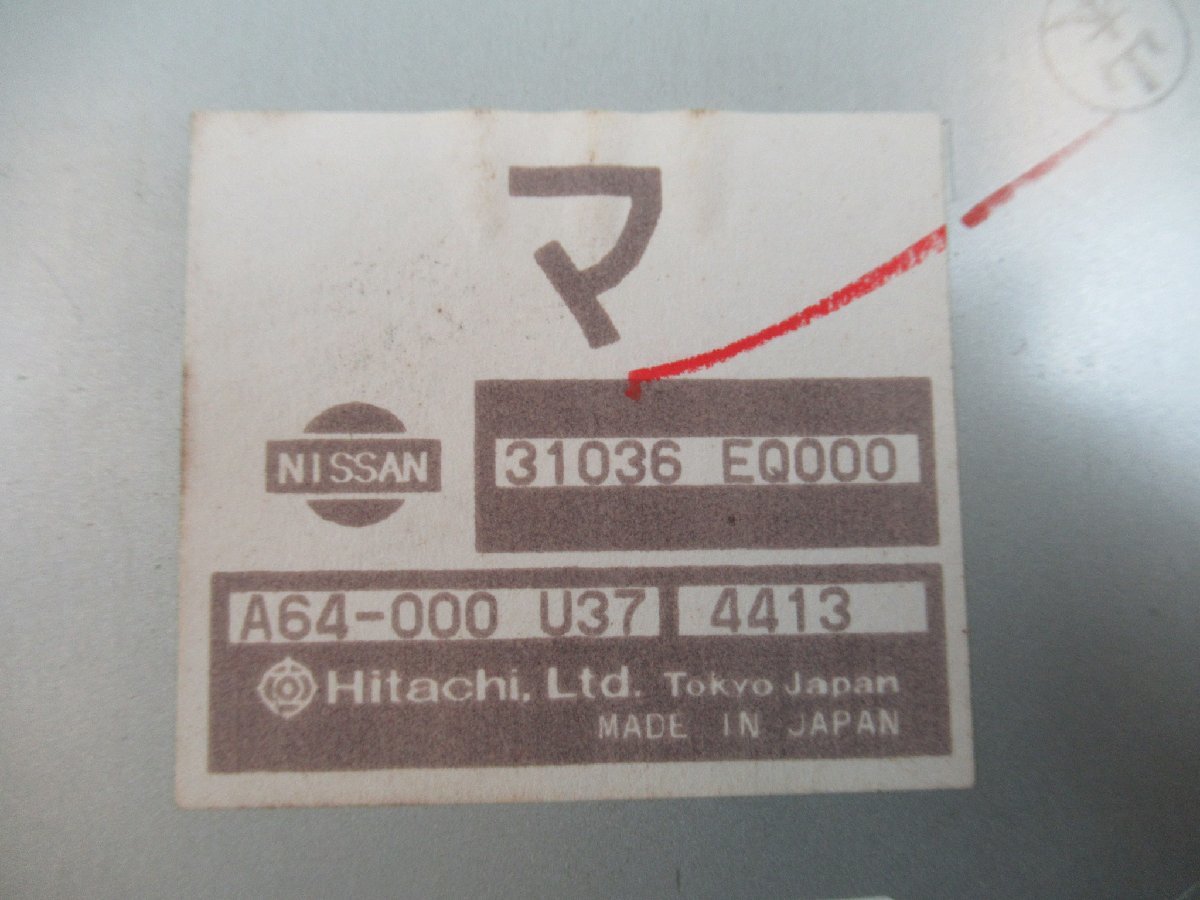 マ
NISSAN
31036 EQ000
A64-000 U37 4413
Hitachi, Ltd. Tokyo Japan
MADE IN JAPAN